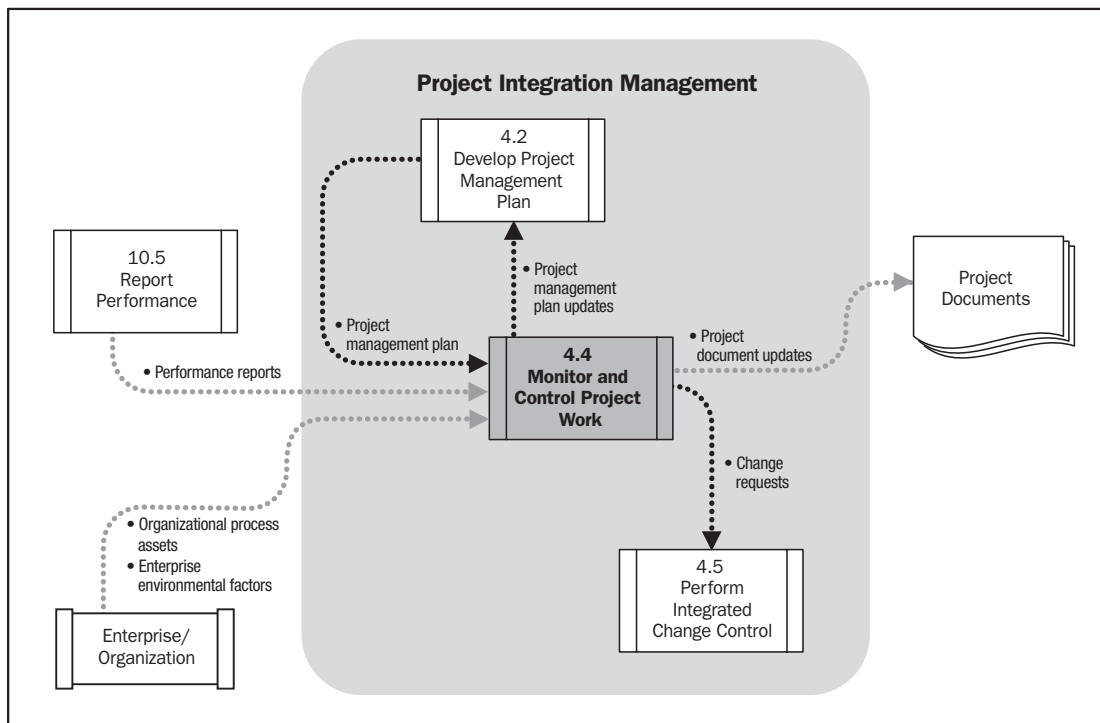 Project Integration Management
4.2
Develop Project
Management
Plan
10.5
Report
Performance
• Project
management
plan updates
Project
Documents
• Project
management plan
• Project
document updates
4.4
Monitor and
Control Project
Work
• Performance reports
• Change
requests
• Organizational process
assets
• Enterprise
environmental factors
4.5
Perform
Integrated
Change Control
Enterprise/
Organization